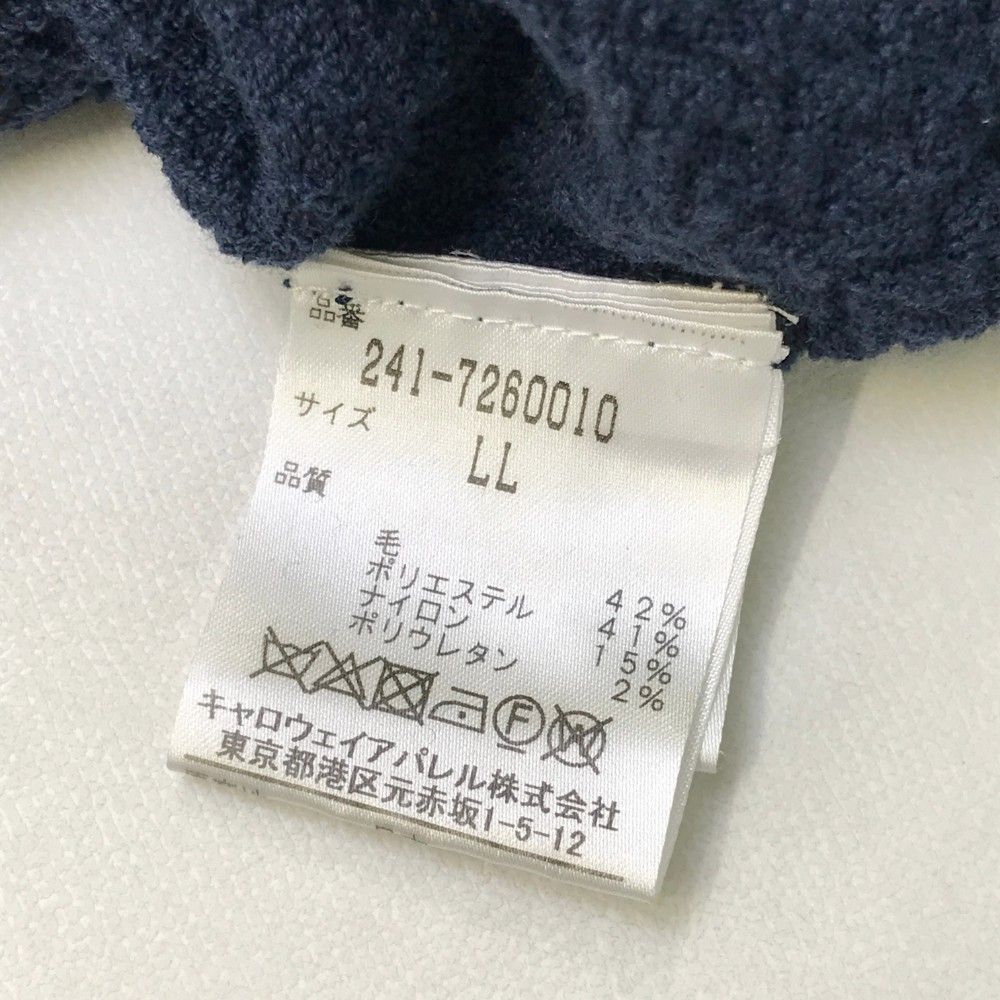 品番
241-7260010
サイズ
LL
品質
毛 42%
ポリエステル 41%
ナイロン 15%
ポリウレタン 2%
F W
キャロウェイアパレル株式会社
東京都港区元赤坂1-5-12